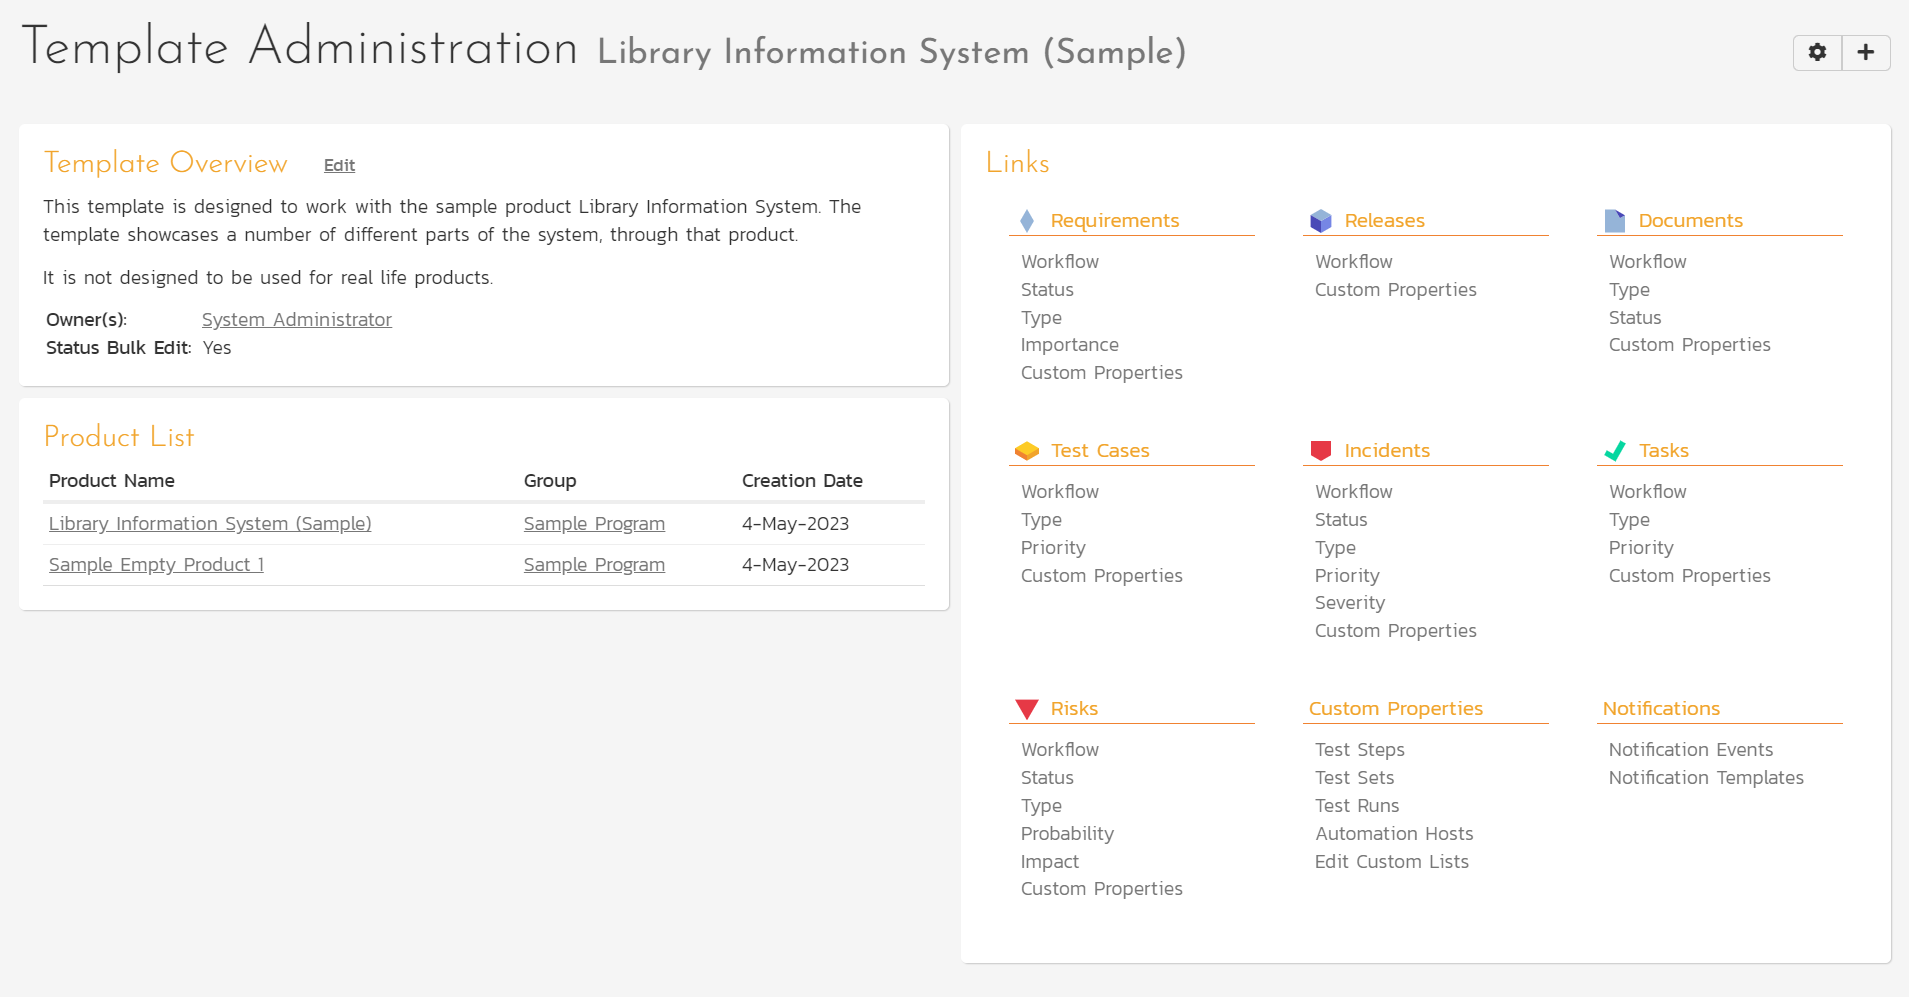 Template Administration Library Information System (Sample)
Template Overview Edit
This template is designed to work with the sample product Library Information System. The
template showcases a number of different parts of the system, through that product.
It is not designed to be used for real life products.
Owner(s): System Administrator
Status Bulk Edit: Yes
Product List
Product Name Group Creation Date
Library Information System (Sample) Sample Program 4-May-2023
Sample Empty Product 1 Sample Program 4-May-2023
Links
Requirements
Workflow
Status
Type
Importance
Custom Properties
Releases
Workflow
Custom Properties
Documents
Workflow
Type
Status
Custom Properties
Test Cases
Workflow
Type
Priority
Custom Properties
Incidents
Workflow
Status
Type
Priority
Severity
Custom Properties
Tasks
Workflow
Type
Priority
Custom Properties
Risks
Workflow
Status
Type
Probability
Impact
Custom Properties
Custom Properties
Test Steps
Test Sets
Test Runs
Automation Hosts
Edit Custom Lists
Notifications
Notification Events
Notification Templates